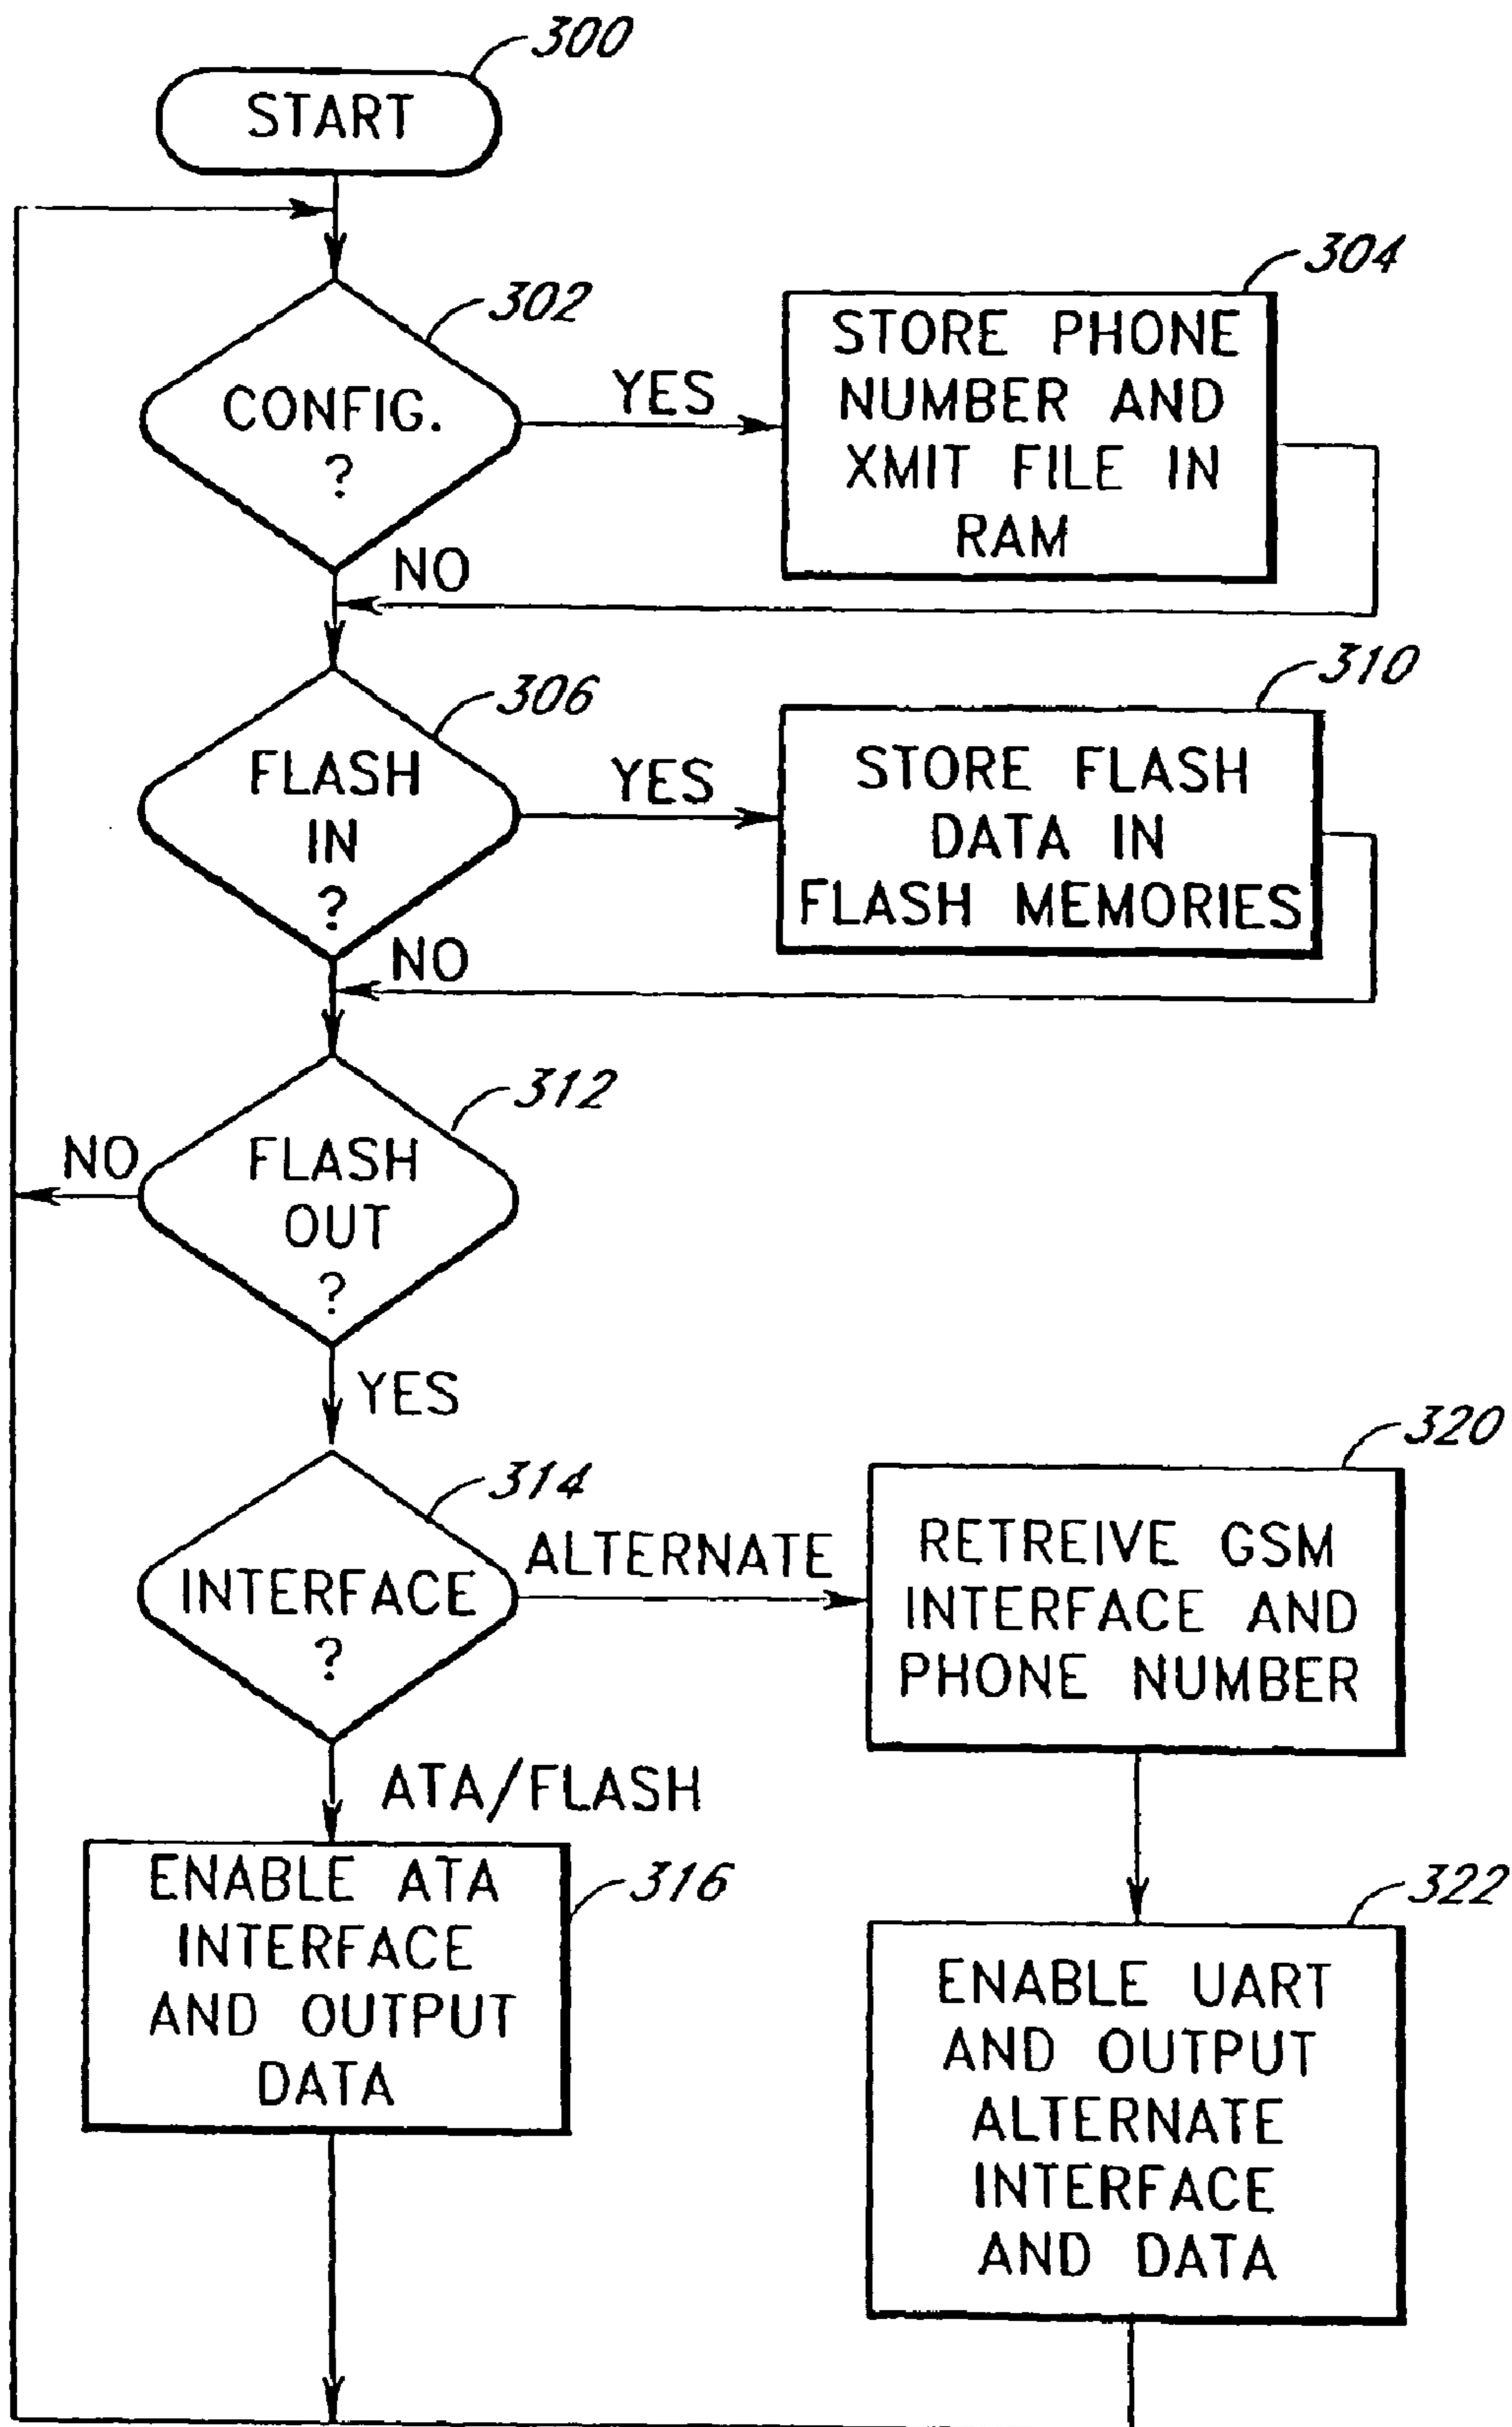 300
START
302
CONFIG.
?
YES
304
STORE PHONE
NUMBER AND
XMIT FILE IN
RAM
NO
306
FLASH
IN
?
YES
310
STORE FLASH
DATA IN
FLASH MEMORIES
NO
312
FLASH
OUT
?
NO
YES
314
INTERFACE
?
ALTERNATE
320
RETREIVE GSM
INTERFACE AND
PHONE NUMBER
ATA/FLASH
316
ENABLE ATA
INTERFACE
AND OUTPUT
DATA
322
ENABLE UART
AND OUTPUT
ALTERNATE
INTERFACE
AND DATA